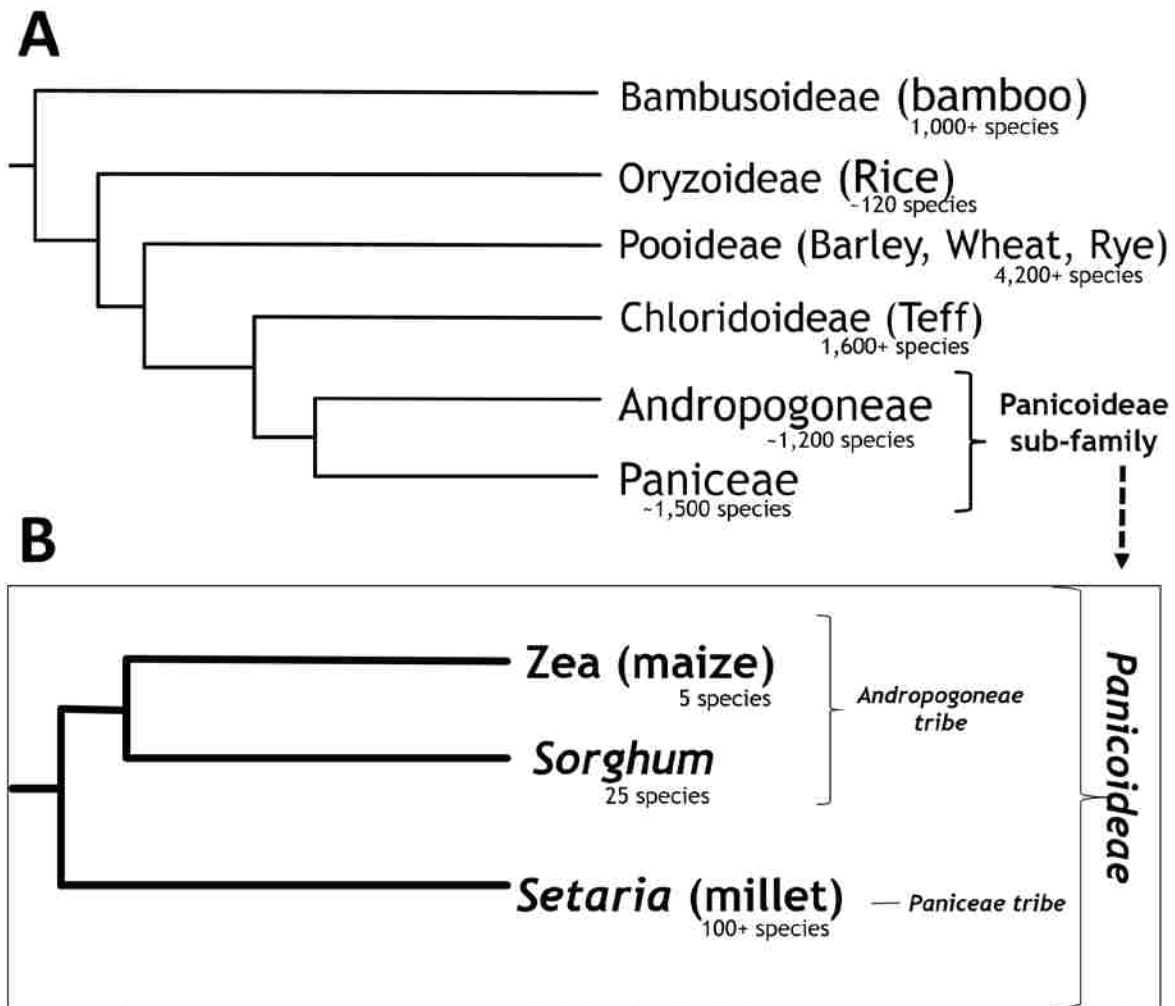 A
Bambusoideae (bamboo)
1,000+ species
Oryzoideae (Rice)
~120 species
Pooideae (Barley, Wheat, Rye)
4,200+ species
Chloridoideae (Teff)
1,600+ species
Andropogoneae
~1,200 species
Paniceae
~1,500 species
Panicoideae
sub-family
B
Zea (maize)
5 species
Sorghum
25 species
Setaria (millet)
100+ species
Andropogoneae
tribe
Paniceae tribe
Panicoideae